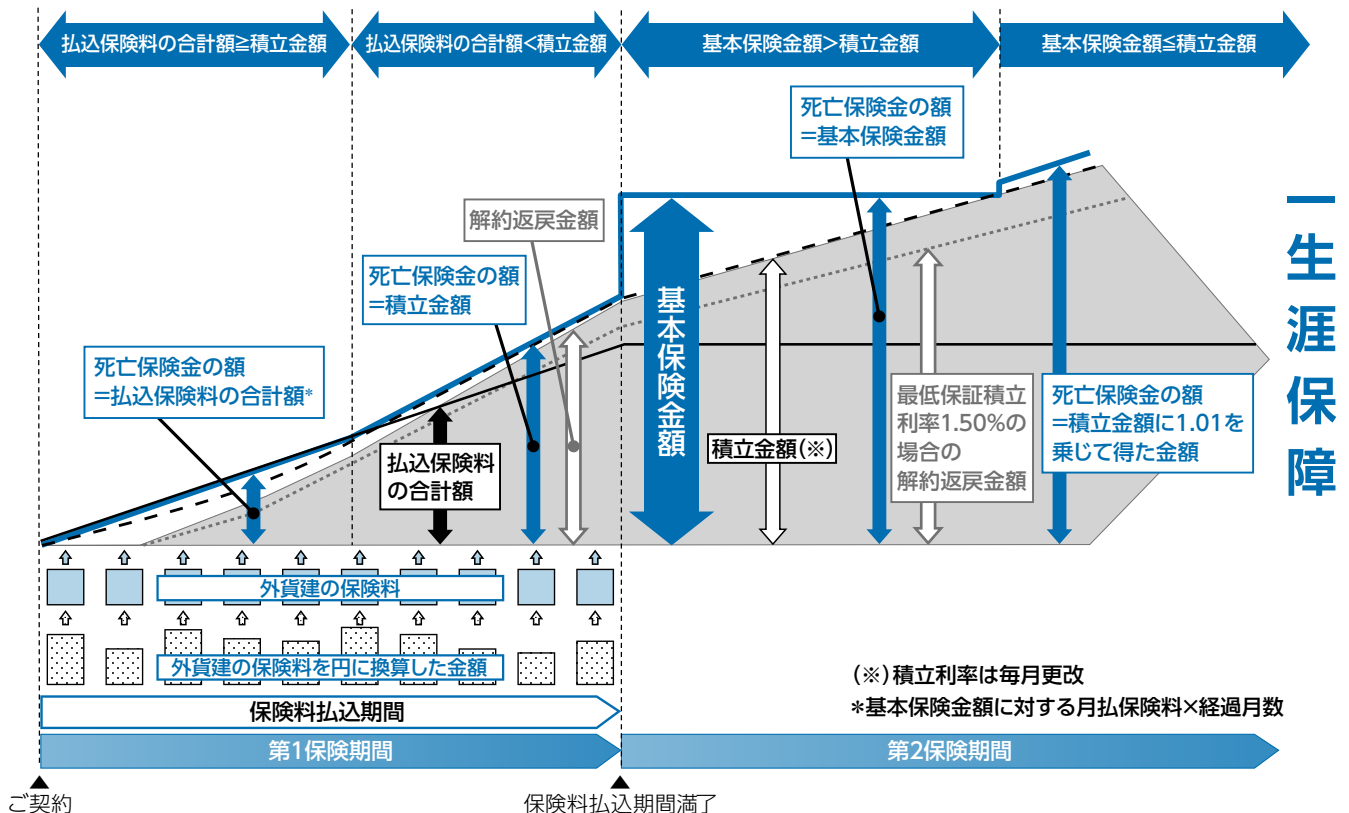 払込保険料の合計額≧積立金額
払込保険料の合計額<積立金額
基本保険金額>積立金額
基本保険金額≦積立金額
死亡保険金の額
=基本保険金額
解約返戻金額
死亡保険金の額
=積立金額
死亡保険金の額
=払込保険料の合計額*
払込保険料
の合計額
基本保険金額
積立金額(※)
最低保証積立
利率1.50%の
場合の
解約返戻金額
死亡保険金の額
=積立金額に1.01を
乗じて得た金額
一生涯保障
外貨建の保険料
外貨建の保険料を円に換算した金額
(※)積立利率は毎月更改
*基本保険金額に対する月払保険料×経過月数
保険料払込期間
第1保険期間
第2保険期間
ご契約
保険料払込期間満了